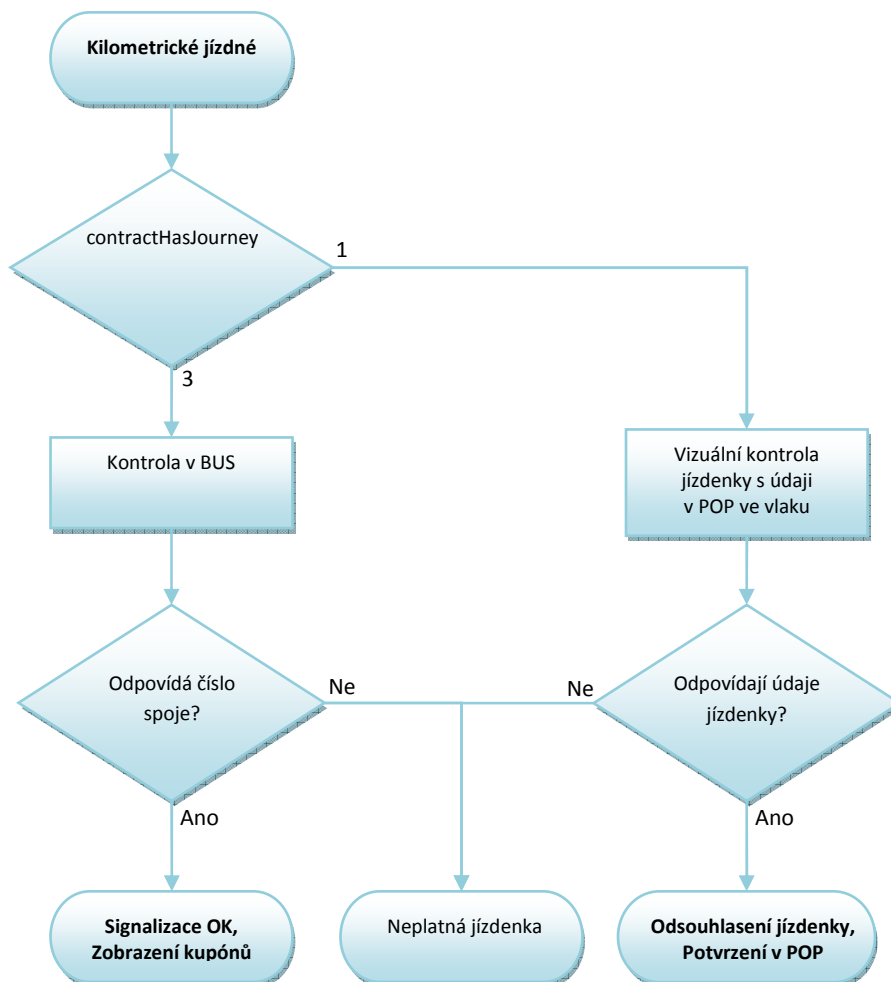 Kilometrické jízdné
contractHasJourney
1
3
Kontrola v BUS
Vizuální kontrola
jízdenky s údaji
v POP ve vlaku
Odpovídá číslo
spoje?
Ne
Ne
Odpovídají údaje
jízdenky?
Ano
Ano
Signalizace OK,
Zobrazení kupónů
Neplatná jízdenka
Odsouhlasení jízdenky,
Potvrzení v POP